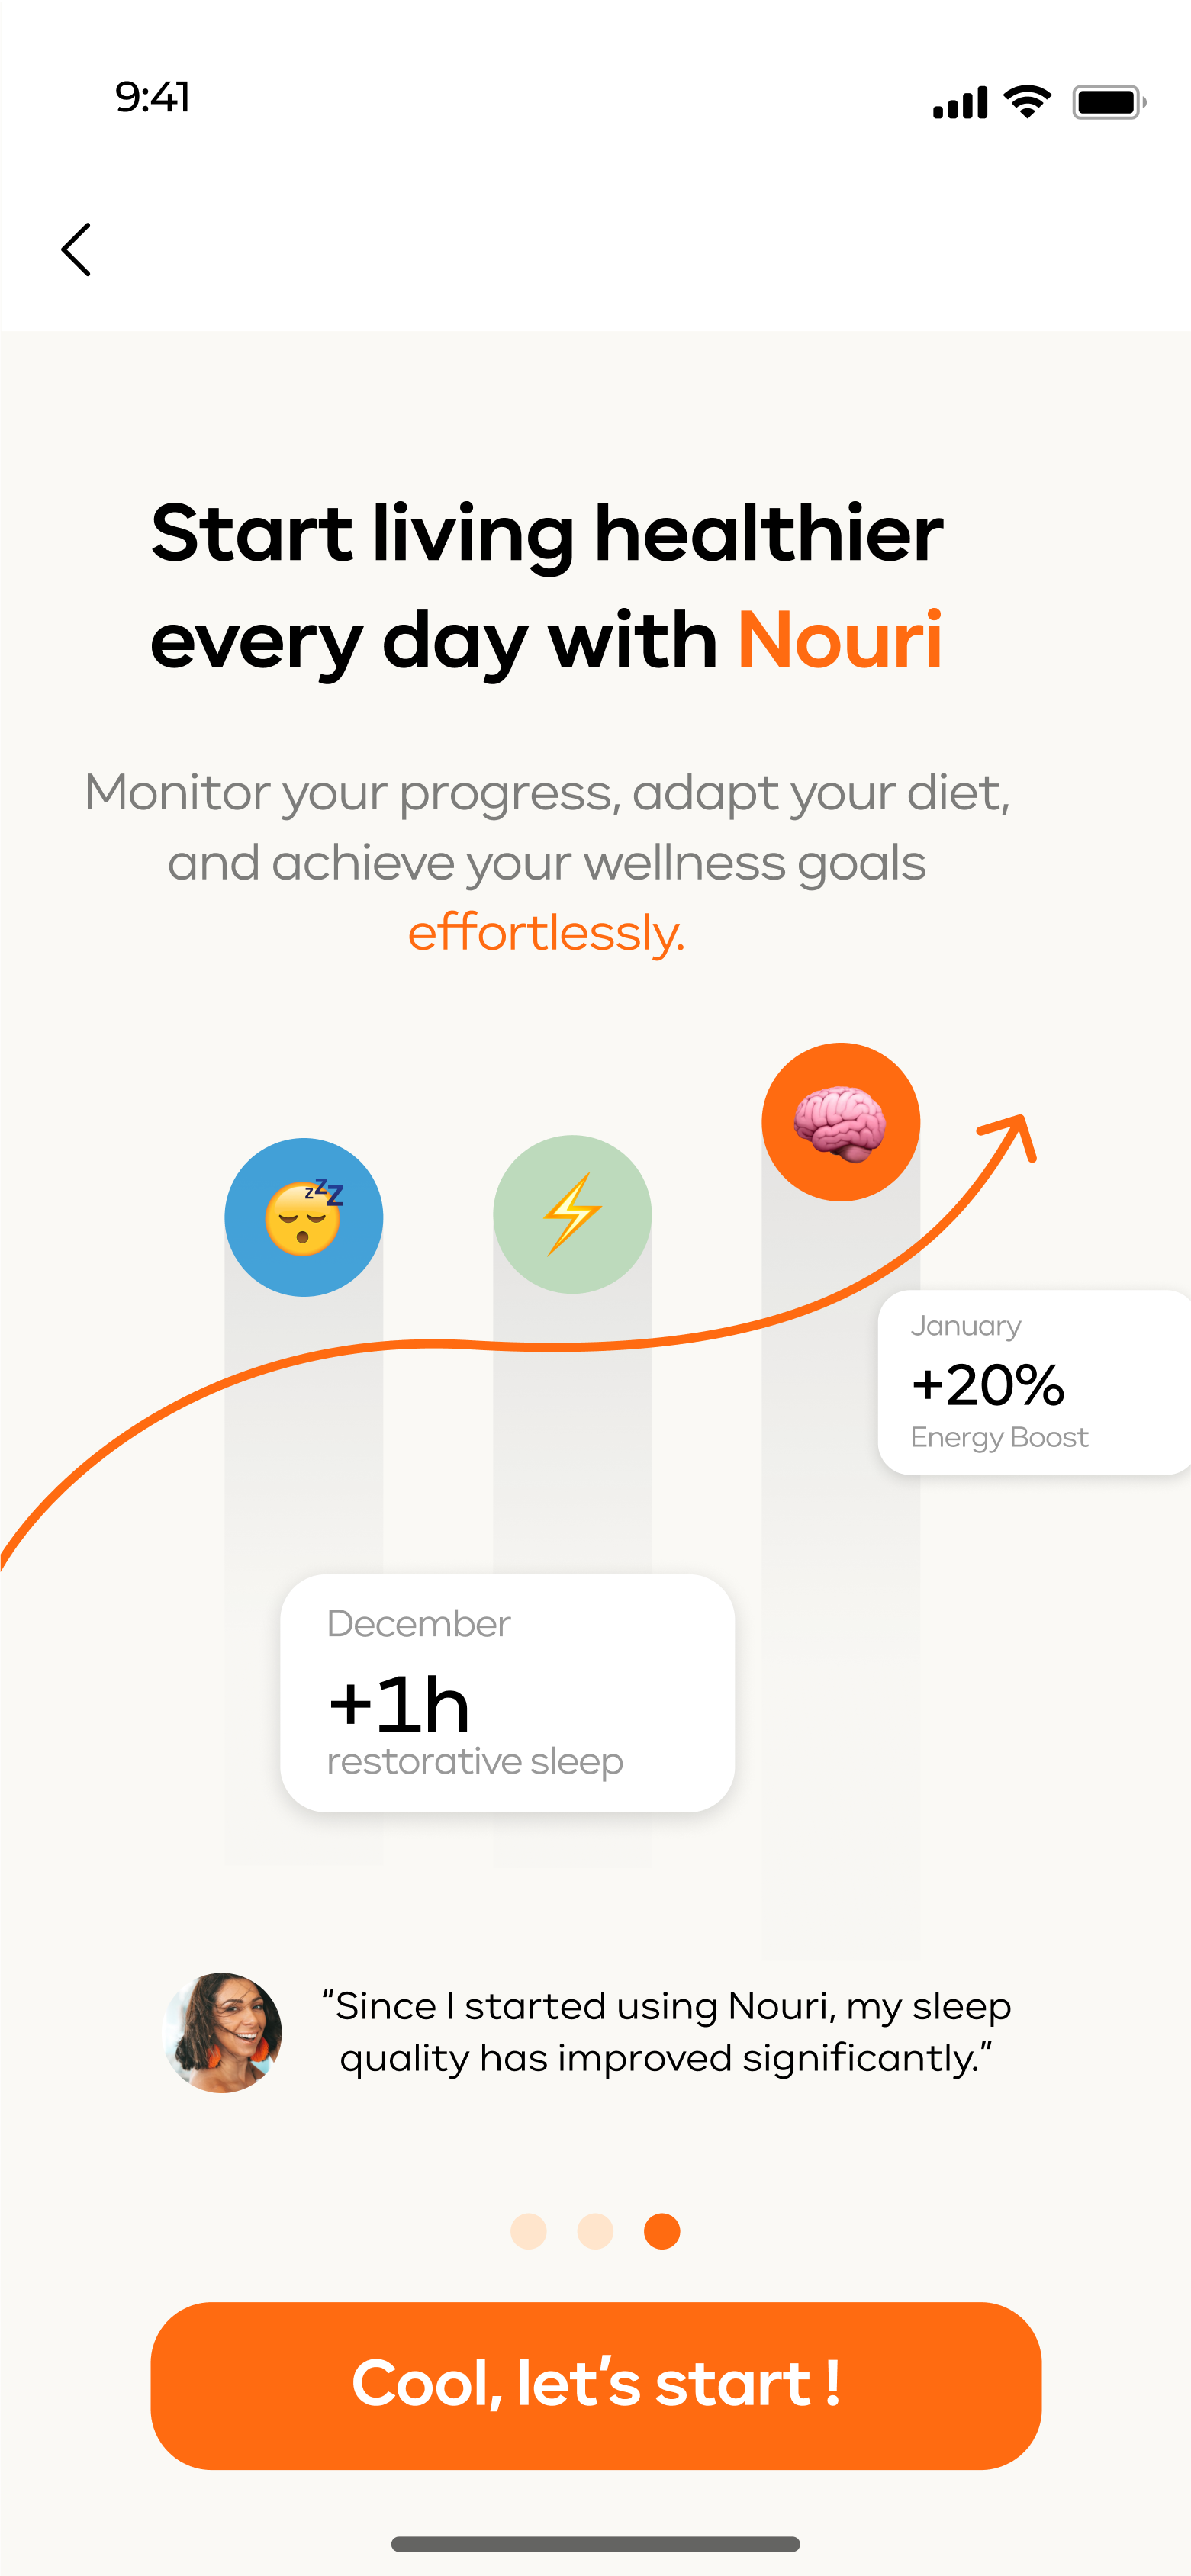 9:41
Start living healthier
every day with Nouri
Monitor your progress, adapt your diet,
and achieve your wellness goals
effortlessly.
January
+20%
Energy Boost
December
+1h
restorative sleep
“Since I started using Nouri, my sleep
quality has improved significantly.”
Cool, let’s start !